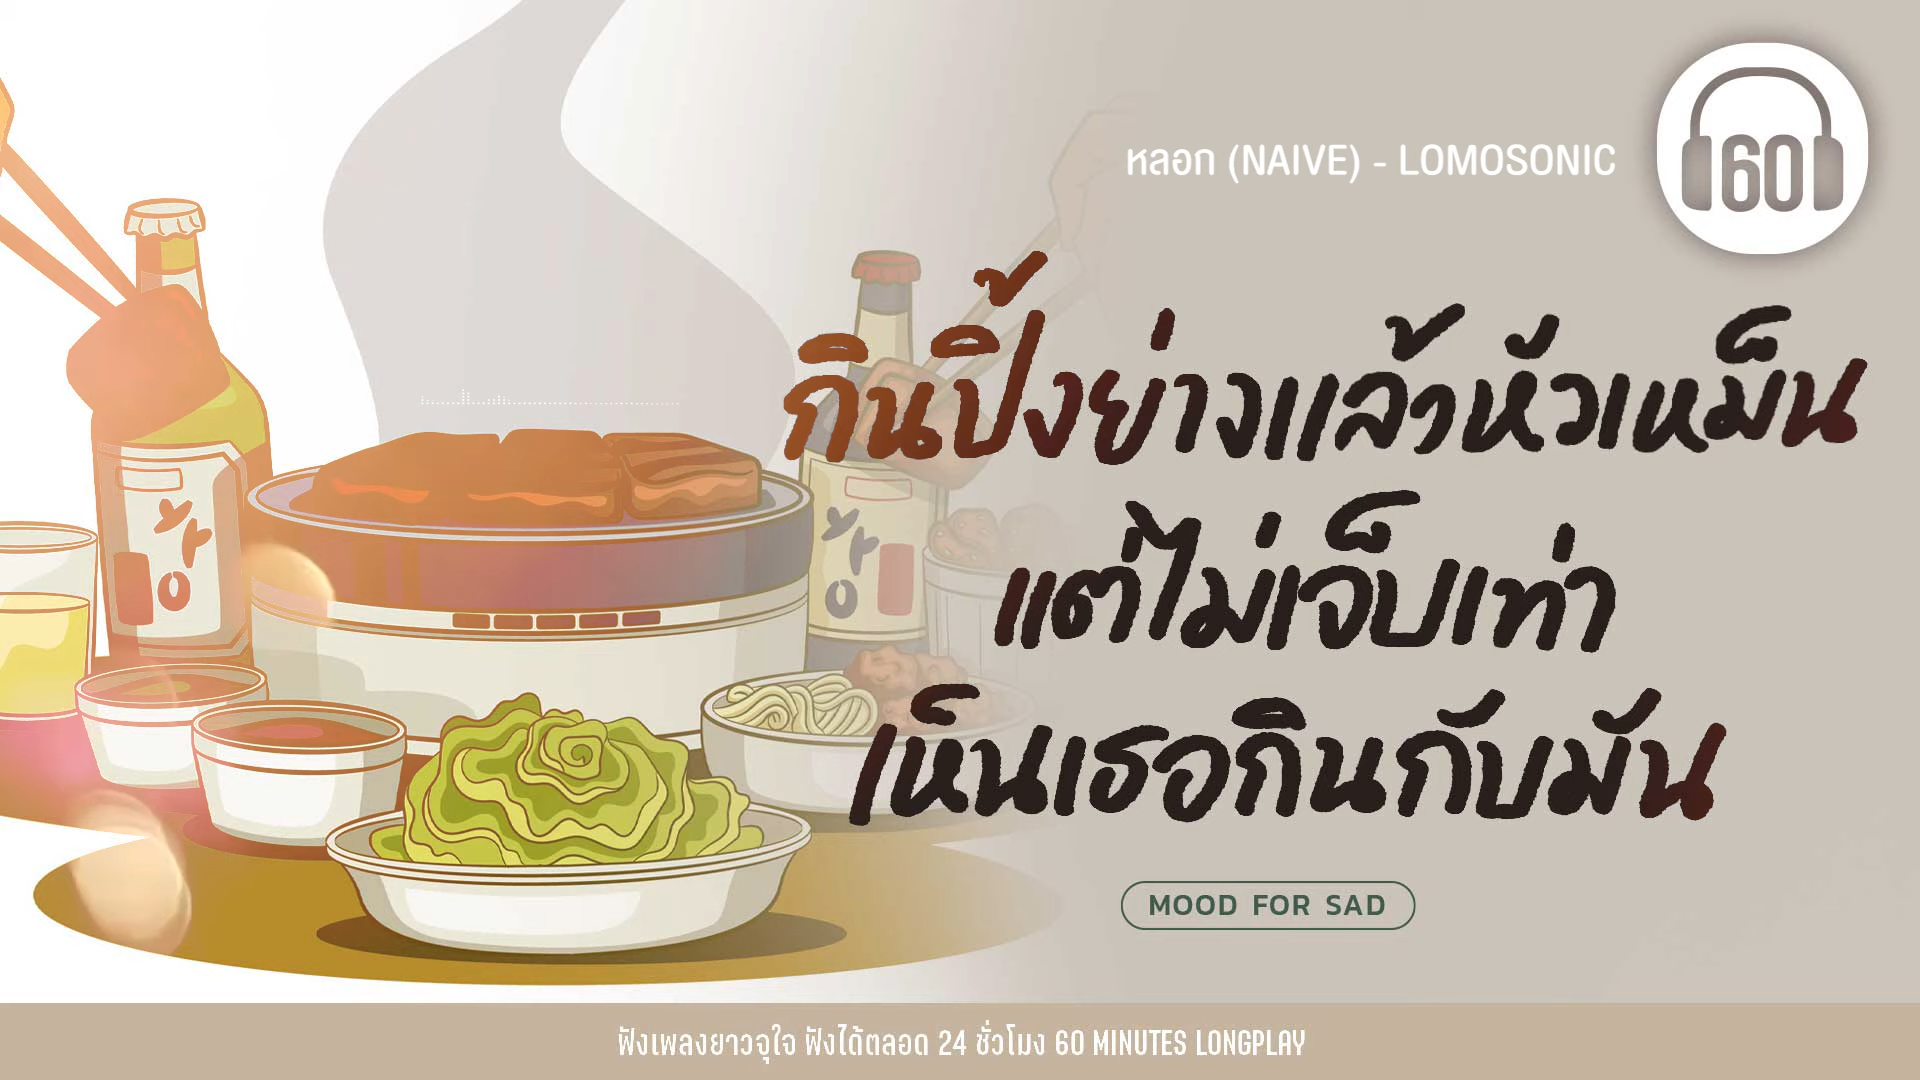 หลอก (NAIVE) - LOMOSONIC
60
กินปิ้งย่างแล้วหัวเหม็น
แต่ไม่เจ็บเท่า
เห็นเธอกินกับมัน
MOOD FOR SAD
ฟังเพลงยาวจุใจ ฟังได้ตลอด 24 ชั่วโมง 60 MINUTES LONGPLAY